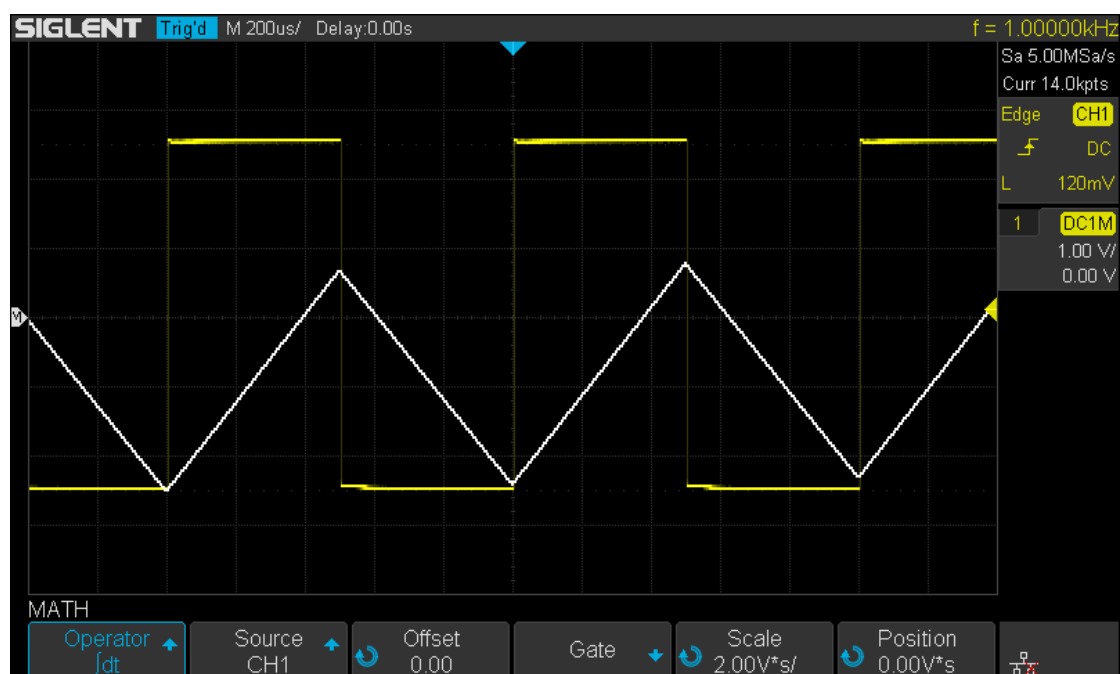 SIGLENT Trig'd M 200us/ Delay:0.00s f = 1.00000kHz
Sa 5.00MSa/s
Curr 14.0kpts
Edge CH1
DC
L 120mV
1 DC1M
1.00 V/
0.00 V
M
MATH
Operator Source Offset Gate Scale Position
∫dt CH1 0.00 2.00V*s/ 0.00V*s